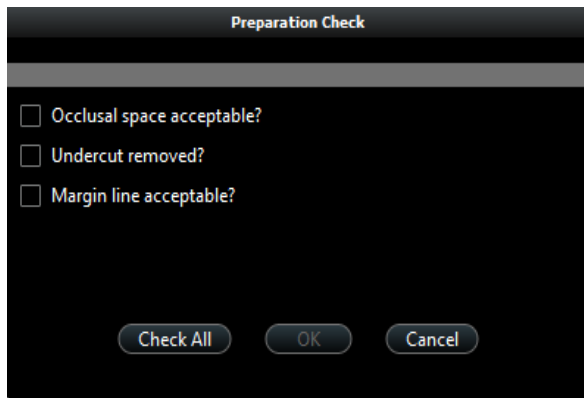 Preparation Check
Occlusal space acceptable?
Undercut removed?
Margin line acceptable?
Check All OK Cancel